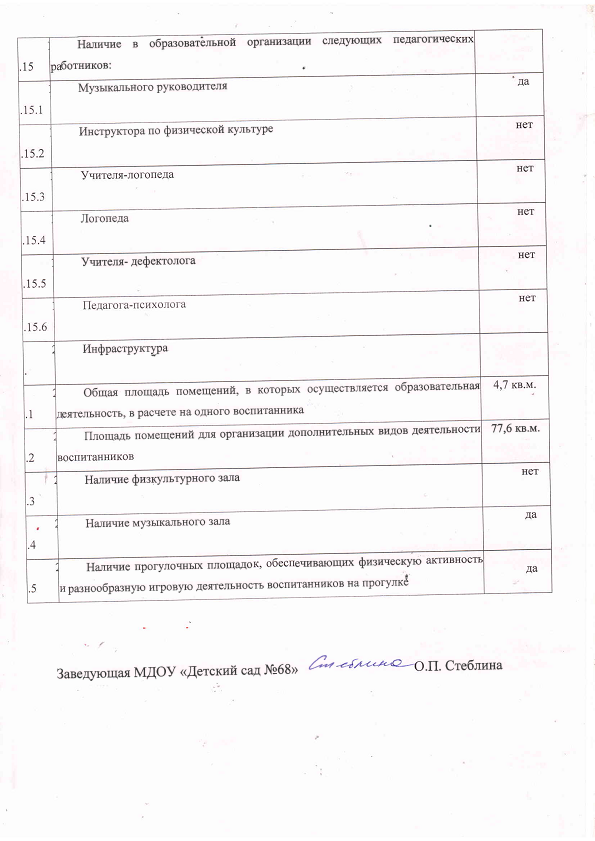 Наличие в образовательной организации следующих педагогических
.15 работников:
Музыкального руководителя да
.15.1
Инструктора по физической культуре нет
.15.2
Учителя-логопеда нет
.15.3
Логопеда нет
.15.4
Учителя- дефектолога нет
.15.5
Педагога-психолога нет
.15.6
2 Инфраструктура
.
2 Общая площадь помещений, в которых осуществляется образовательная 4,7 кв.м.
.1 деятельность, в расчете на одного воспитанника
2 Площадь помещений для организации дополнительных видов деятельности 77,6 кв.м.
.2 воспитанников
Наличие физкультурного зала нет
.3
Наличие музыкального зала да
.4
2 Наличие прогулочных площадок, обеспечивающих физическую активность
.5 и разнообразную игровую деятельность воспитанников на прогулке да
Заведующая МДОУ «Детский сад №68» Стеблина О.П. Стеблина